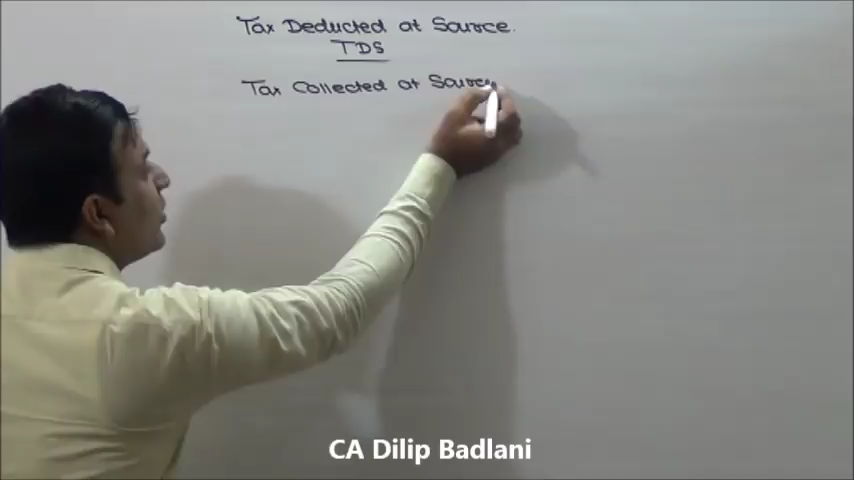 Tax Deducted at Source.
TDS
Tax Collected at Source
CA Dilip Badlani